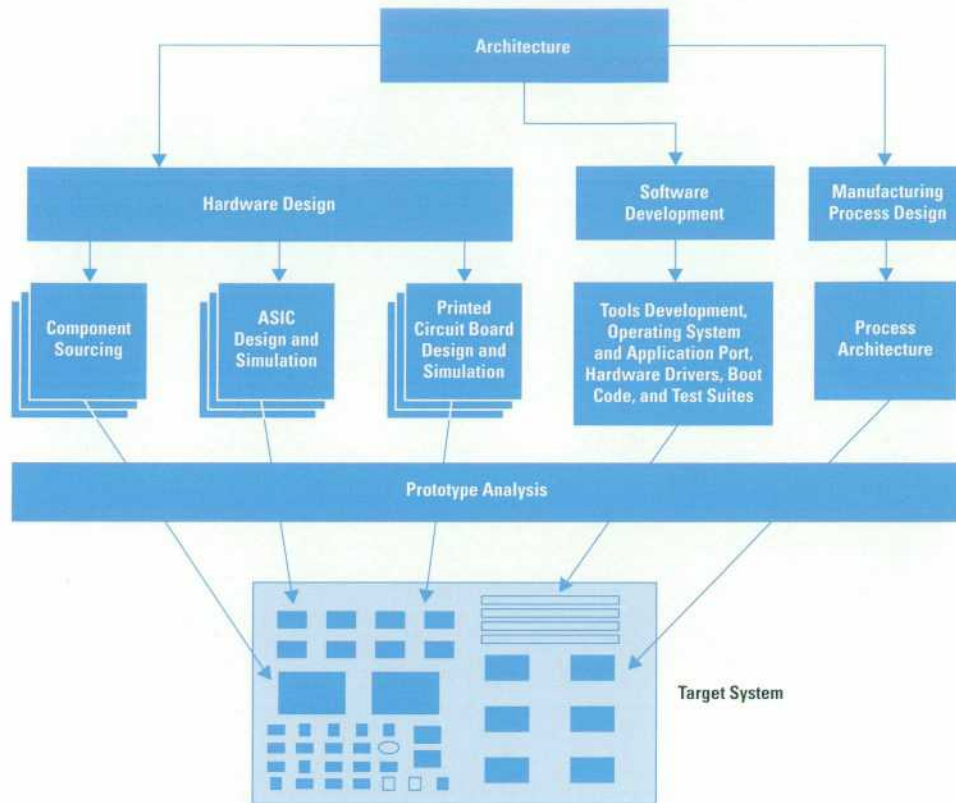 Architecture
Hardware Design
Software
Development
Manufacturing
Process Design
Component
Sourcing
ASIC
Design and
Simulation
Printed
Circuit Board
Design and
Simulation
Tools Development,
Operating System
and Application Port,
Hardware Drivers, Boot
Code, and Test Suites
Process
Architecture
Prototype Analysis
Target System